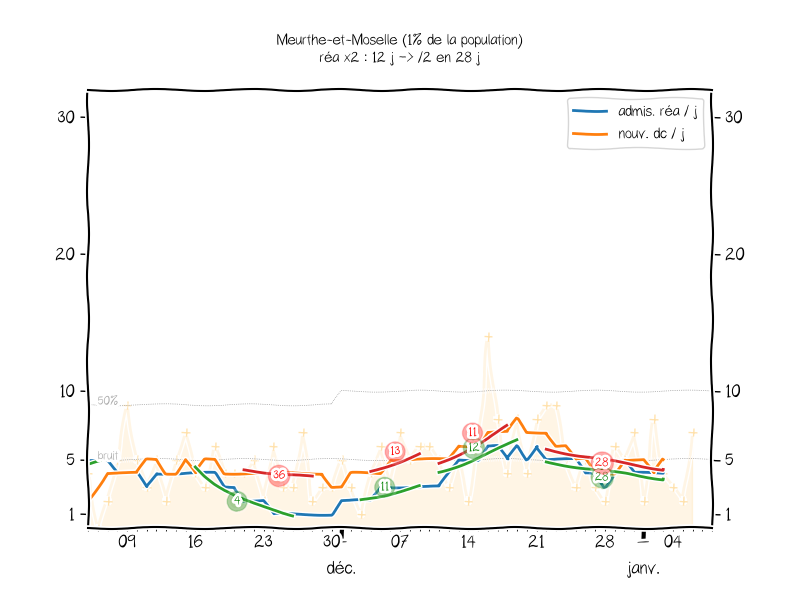 Meurthe-et-Moselle (1% de la population)
réa x2 : 12 j -> /2 en 28 j
admis. réa / j
nouv. dc / j
30 30
20 20
10 10
50%
11
13
12
bruit
5 5
28
36
28
11
4
1 1
09 16 23 30 07 14 21 28 04
déc. janv.